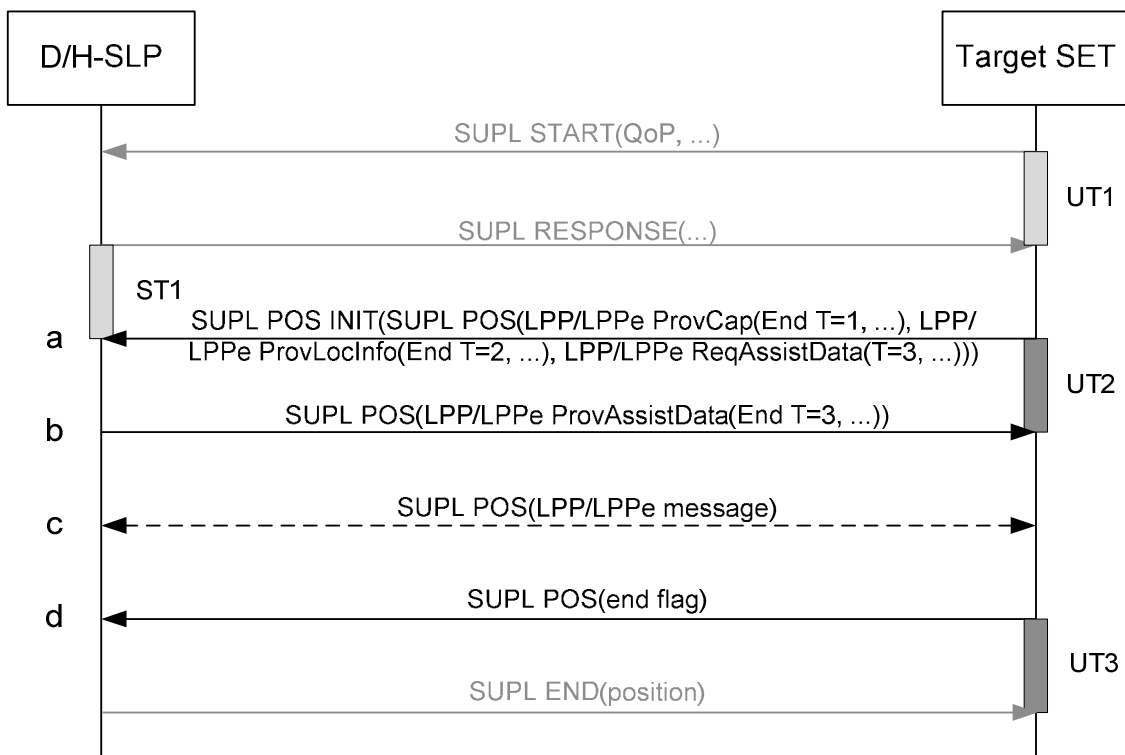 D/H-SLP
Target SET
SUPL START(QoP, ...)
UT1
SUPL RESPONSE(...)
ST1
a
SUPL POS INIT(SUPL POS(LPP/LPPe ProvCap(End T=1, ...), LPP/
LPPe ProvLocInfo(End T=2, ...), LPP/LPPe ReqAssistData(T=3, ...)))
UT2
b
SUPL POS(LPP/LPPe ProvAssistData(End T=3, ...))
c
SUPL POS(LPP/LPPe message)
d
SUPL POS(end flag)
UT3
SUPL END(position)